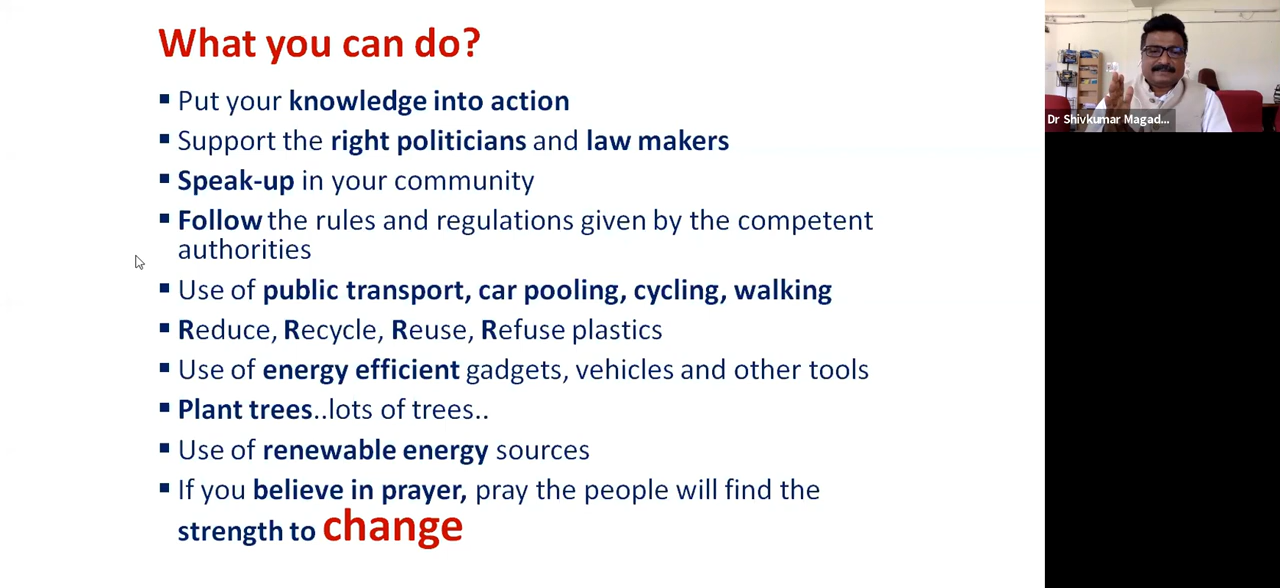 What you can do?
▪ Put your knowledge into action
▪ Support the right politicians and law makers
▪ Speak-up in your community
▪ Follow the rules and regulations given by the competent
authorities
▪ Use of public transport, car pooling, cycling, walking
▪ Reduce, Recycle, Reuse, Refuse plastics
▪ Use of energy efficient gadgets, vehicles and other tools
▪ Plant trees..lots of trees..
▪ Use of renewable energy sources
▪ If you believe in prayer, pray the people will find the
strength to change
Dr Shivkumar Magad...